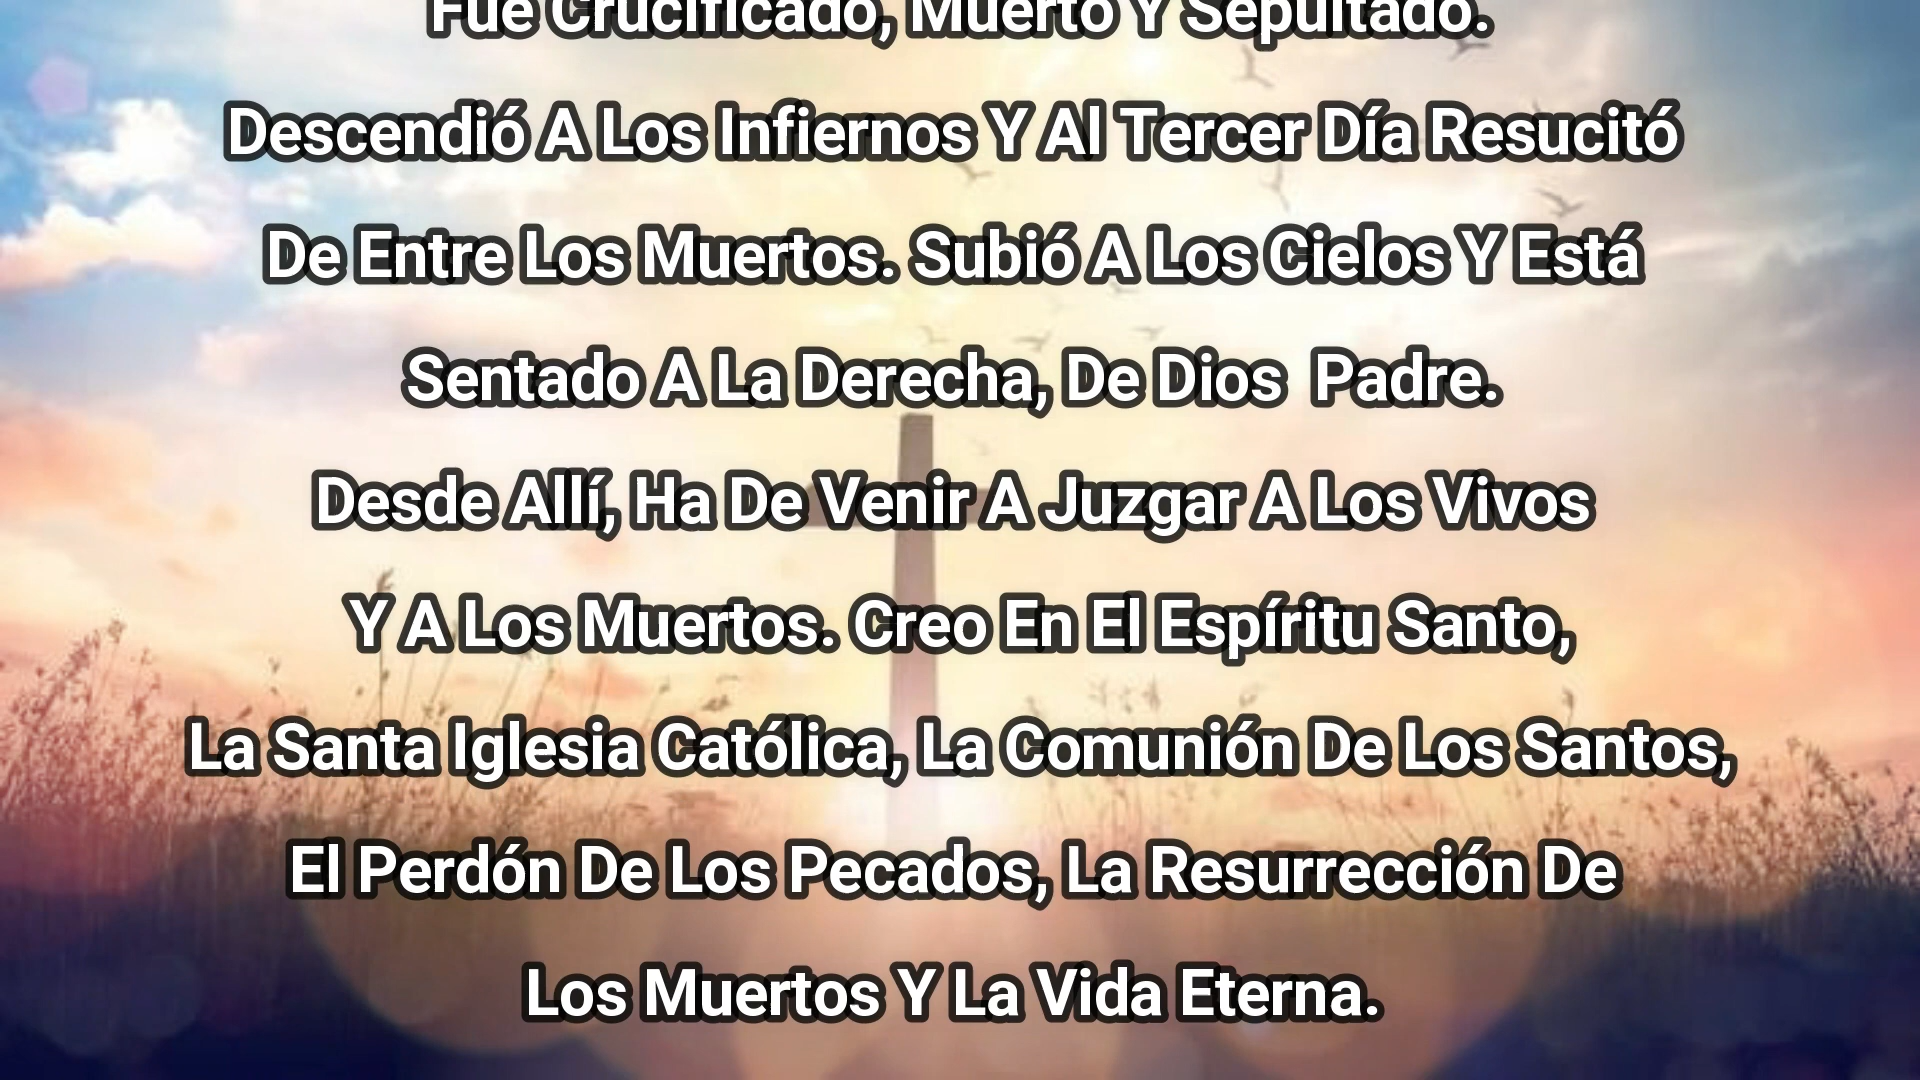 Fue Crucificado, Muerto Y Sepultado.
Descendió A Los Infiernos Y Al Tercer Día Resucitó
De Entre Los Muertos. Subió A Los Cielos Y Está
Sentado A La Derecha, De Dios  Padre.
Desde Allí, Ha De Venir A Juzgar A Los Vivos
Y A Los Muertos. Creo En El Espíritu Santo,
La Santa Iglesia Católica, La Comunión De Los Santos,
El Perdón De Los Pecados, La Resurrección De
Los Muertos Y La Vida Eterna.